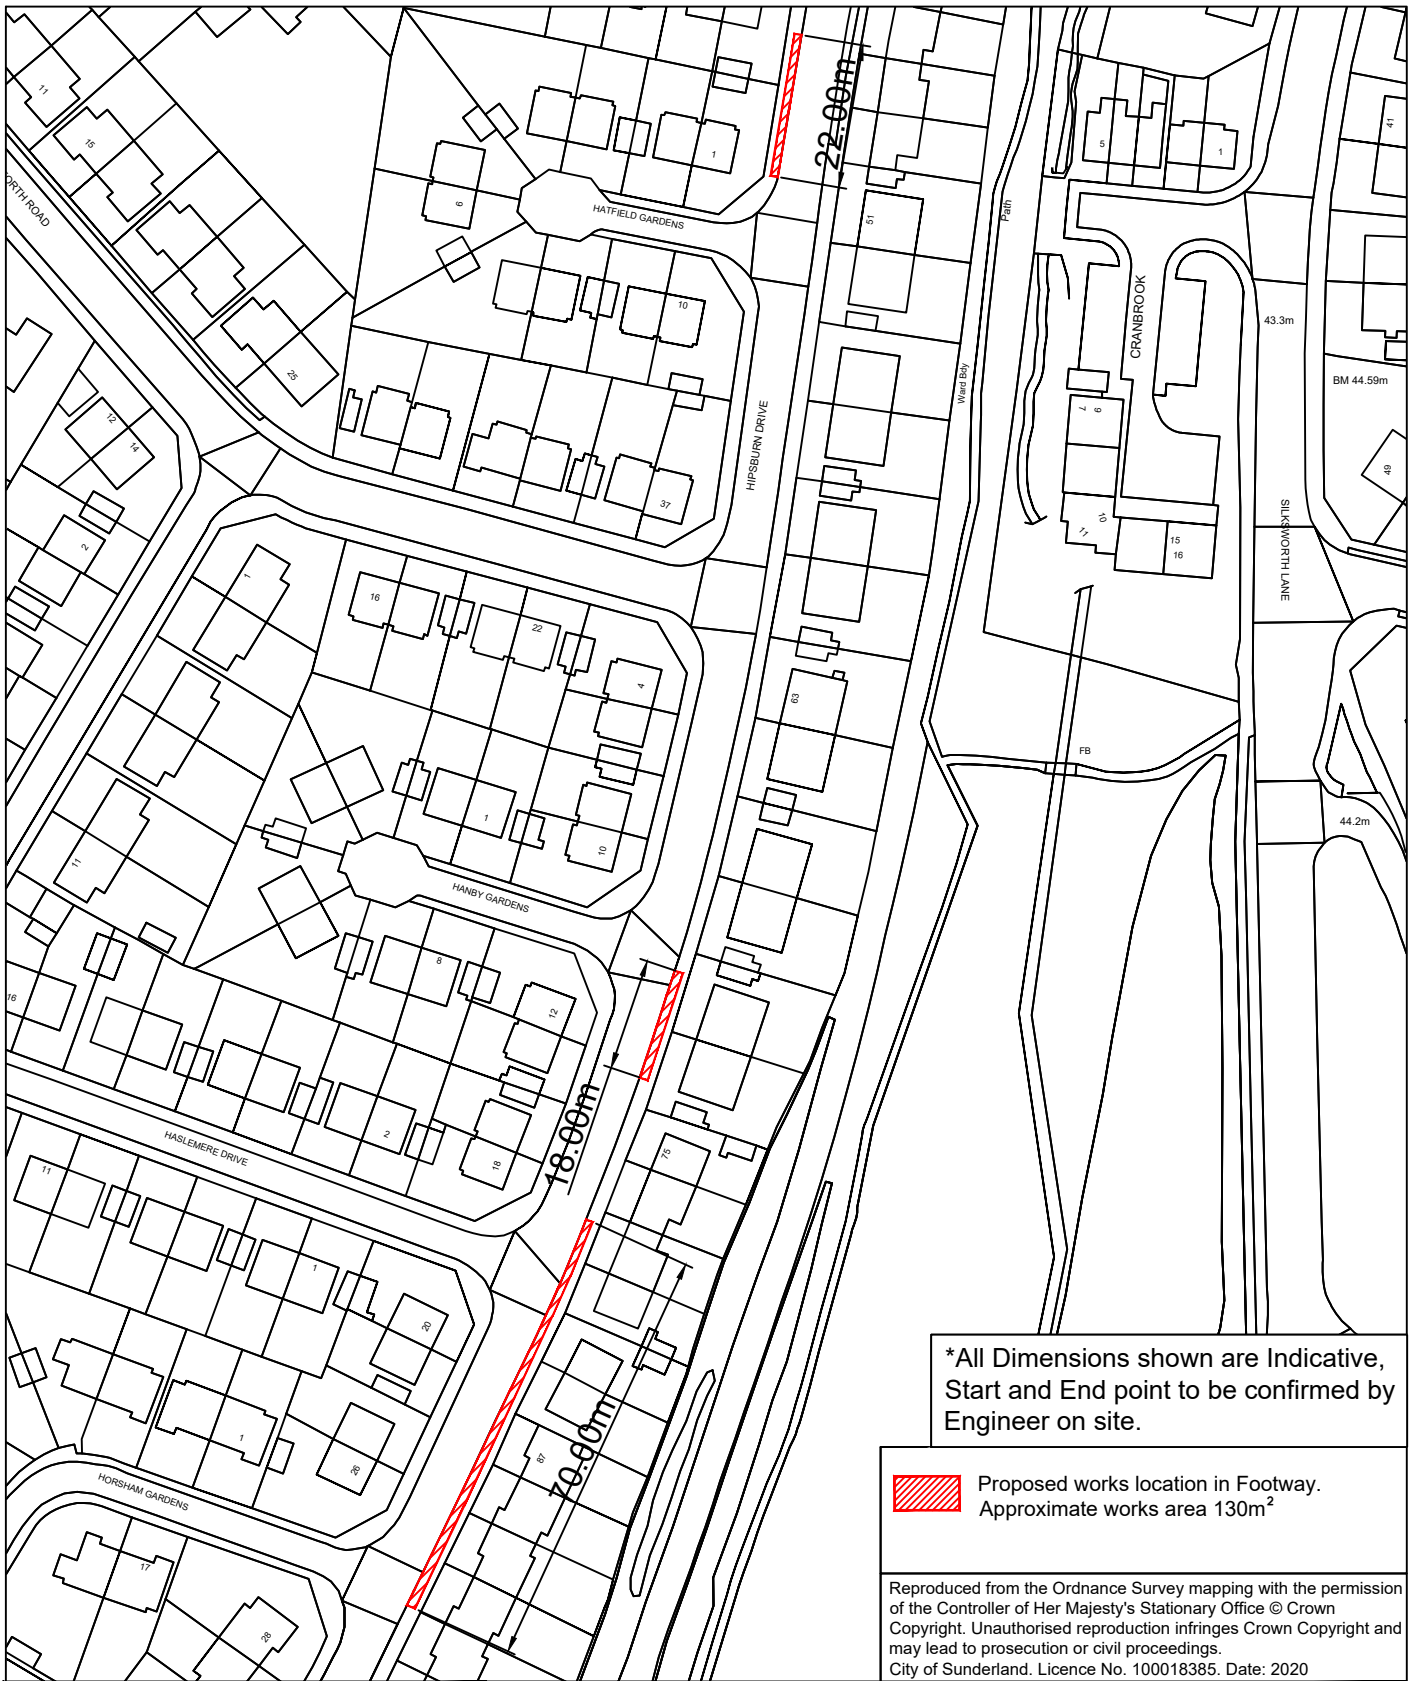 11
15
ORTH ROAD
25
12
14
2
6
1
HATFIELD GARDENS
10
37
HIPSBURN DRIVE
22.00m
51
Path
Ward Bdy
5
1
41
CRANBROOK
43.3m
BM 44.59m
49
7
9
10
11
15
16
SILKSWORTH LANE
1
16
22
4
63
FB
44.2m
1
10
11
HANBY GARDENS
8
12
16
2
18
18.00m
75
HASLEMERE DRIVE
11
1
20
1
26
87
70.00m
HORSHAM GARDENS
17
28
*All Dimensions shown are Indicative,
Start and End point to be confirmed by
Engineer on site.
Proposed works location in Footway.
Approximate works area 130m²
Reproduced from the Ordnance Survey mapping with the permission
of the Controller of Her Majesty's Stationary Office © Crown
Copyright. Unauthorised reproduction infringes Crown Copyright and
may lead to prosecution or civil proceedings.
City of Sunderland. Licence No. 100018385. Date: 2020